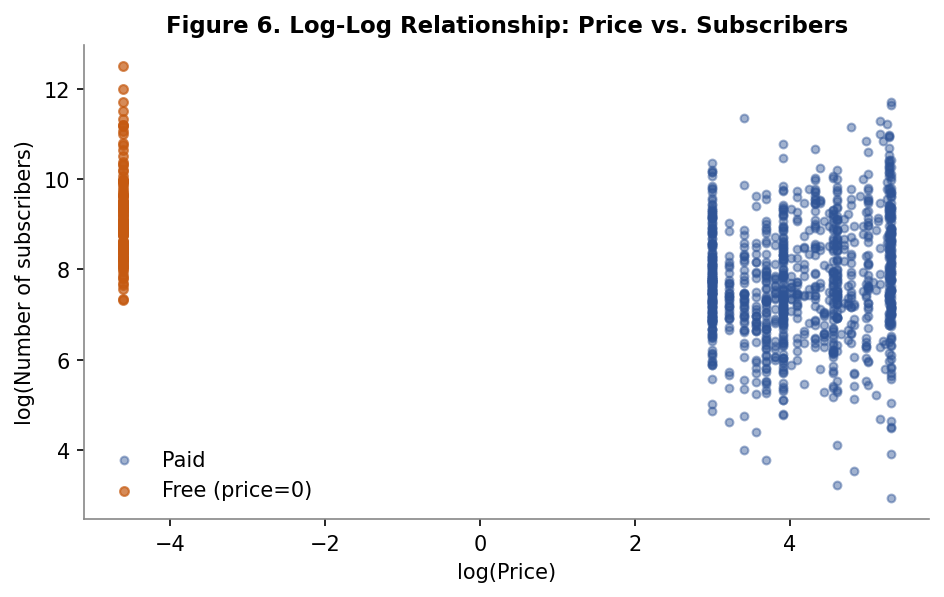 Figure 6. Log-Log Relationship: Price vs. Subscribers
log(Number of subscribers)
12
10
8
6
4
Paid
Free (price=0)
−4 −2 0 2 4
log(Price)